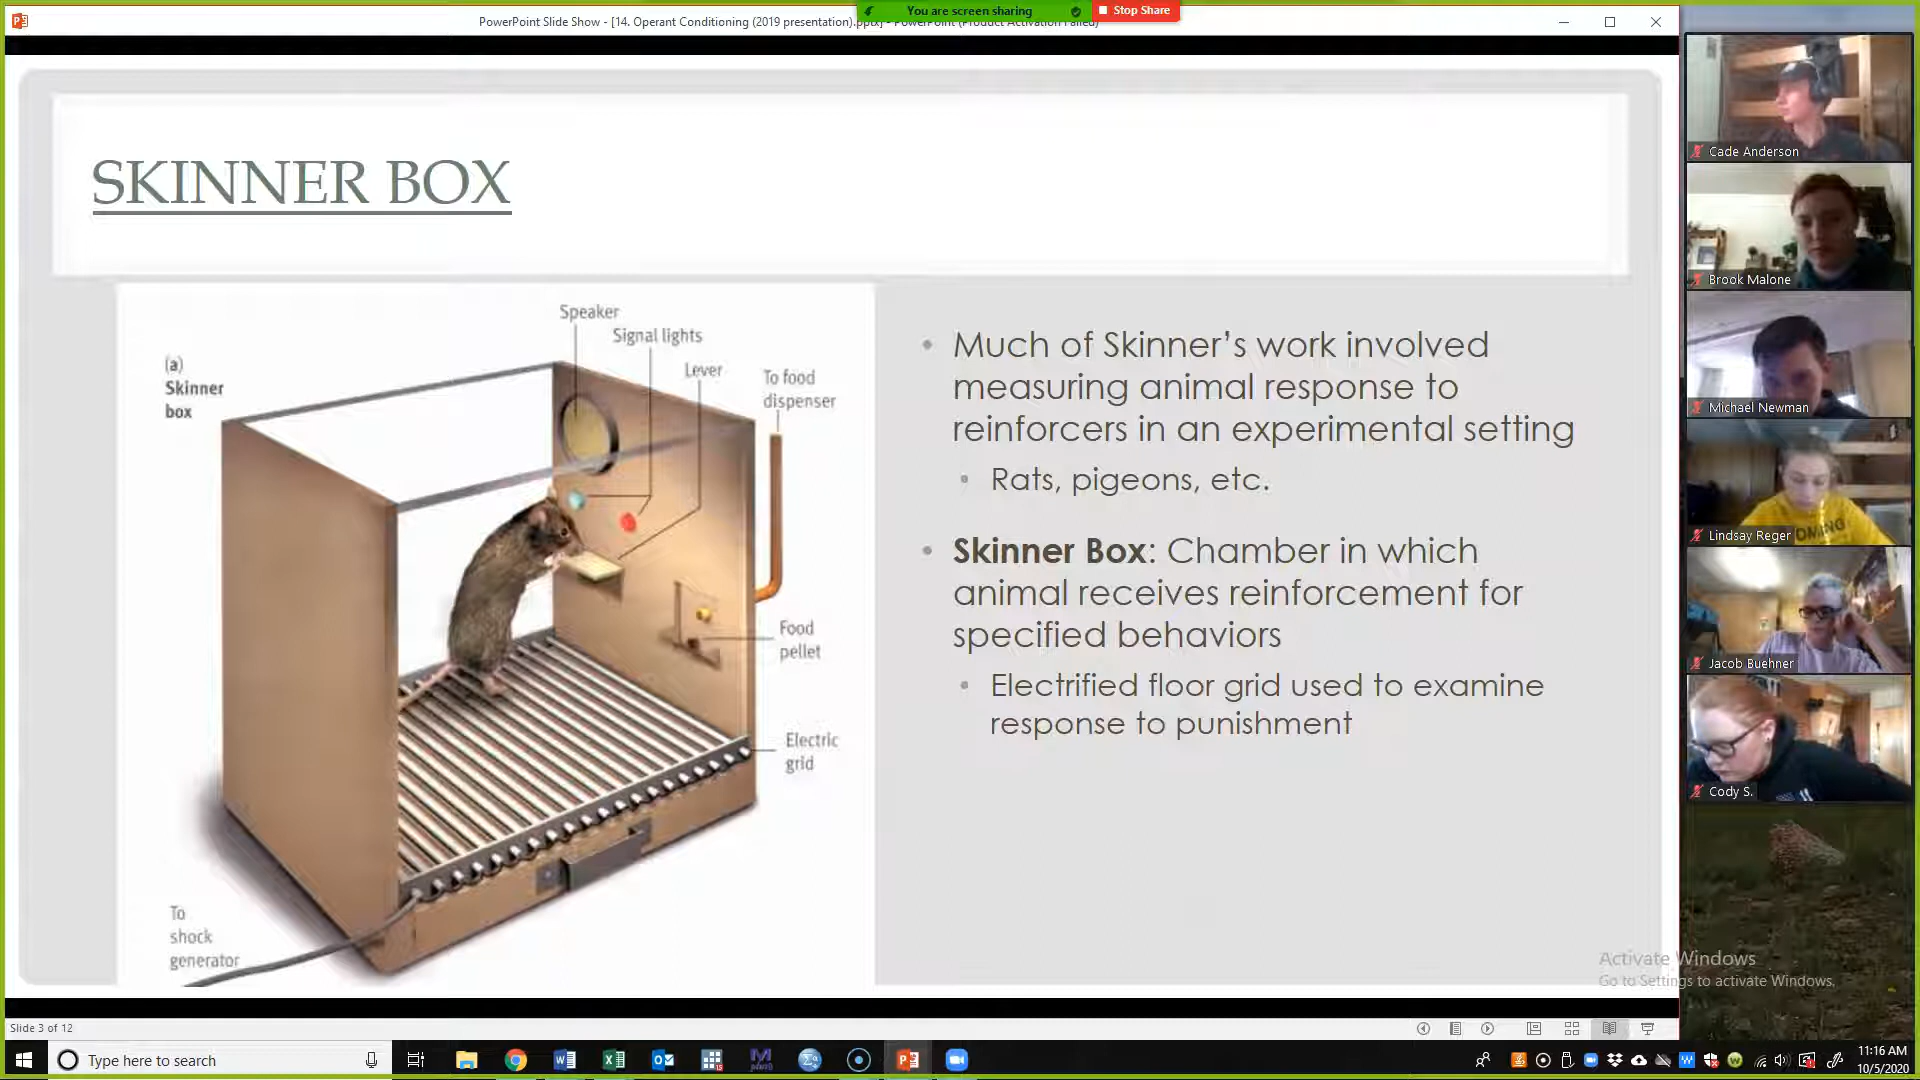 PowerPoint Slide Show - [14. Operant Conditioning (2019 presentation).pptx] - PowerPoint (Product Activation Failed)
You are screen sharing
Stop Share
SKINNER BOX
(a)
Skinner
box
Speaker
Signal lights
Lever
To food
dispenser
Food
pellet
Electric
grid
To
shock
generator
• Much of Skinner’s work involved
measuring animal response to
reinforcers in an experimental setting
• Rats, pigeons, etc.
• Skinner Box: Chamber in which
animal receives reinforcement for
specified behaviors
• Electrified floor grid used to examine
response to punishment
Cade Anderson
Brook Malone
Michael Newman
Lindsay Reger
Jacob Buehner
Cody S.
Activate Windows
Go to Settings to activate Windows.
Slide 3 of 12
Type here to search
11:16 AM
10/5/2020